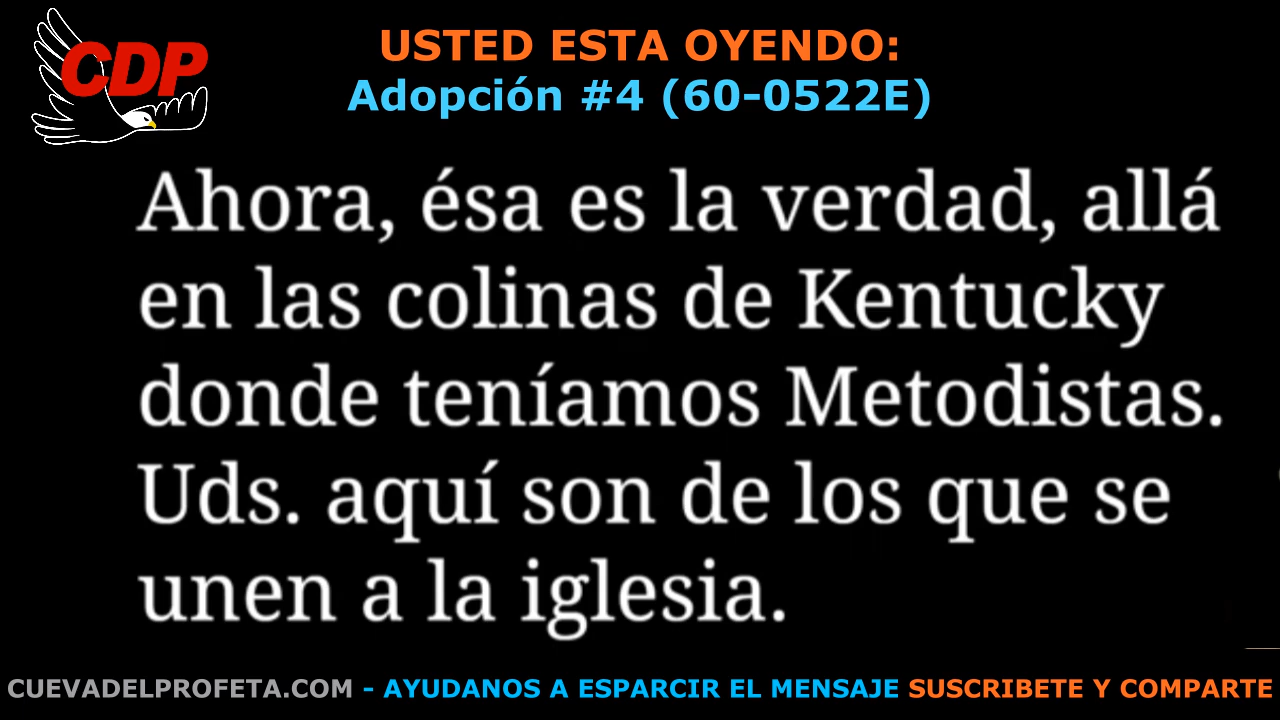 CDP
USTED ESTA OYENDO:
Adopción #4 (60-0522E)
Ahora, ésa es la verdad, allá
en las colinas de Kentucky
donde teníamos Metodistas.
Uds. aquí son de los que se
unen a la iglesia.
CUEVADELPROFETA.COM - AYUDANOS A ESPARCIR EL MENSAJE SUSCRIBETE Y COMPARTE